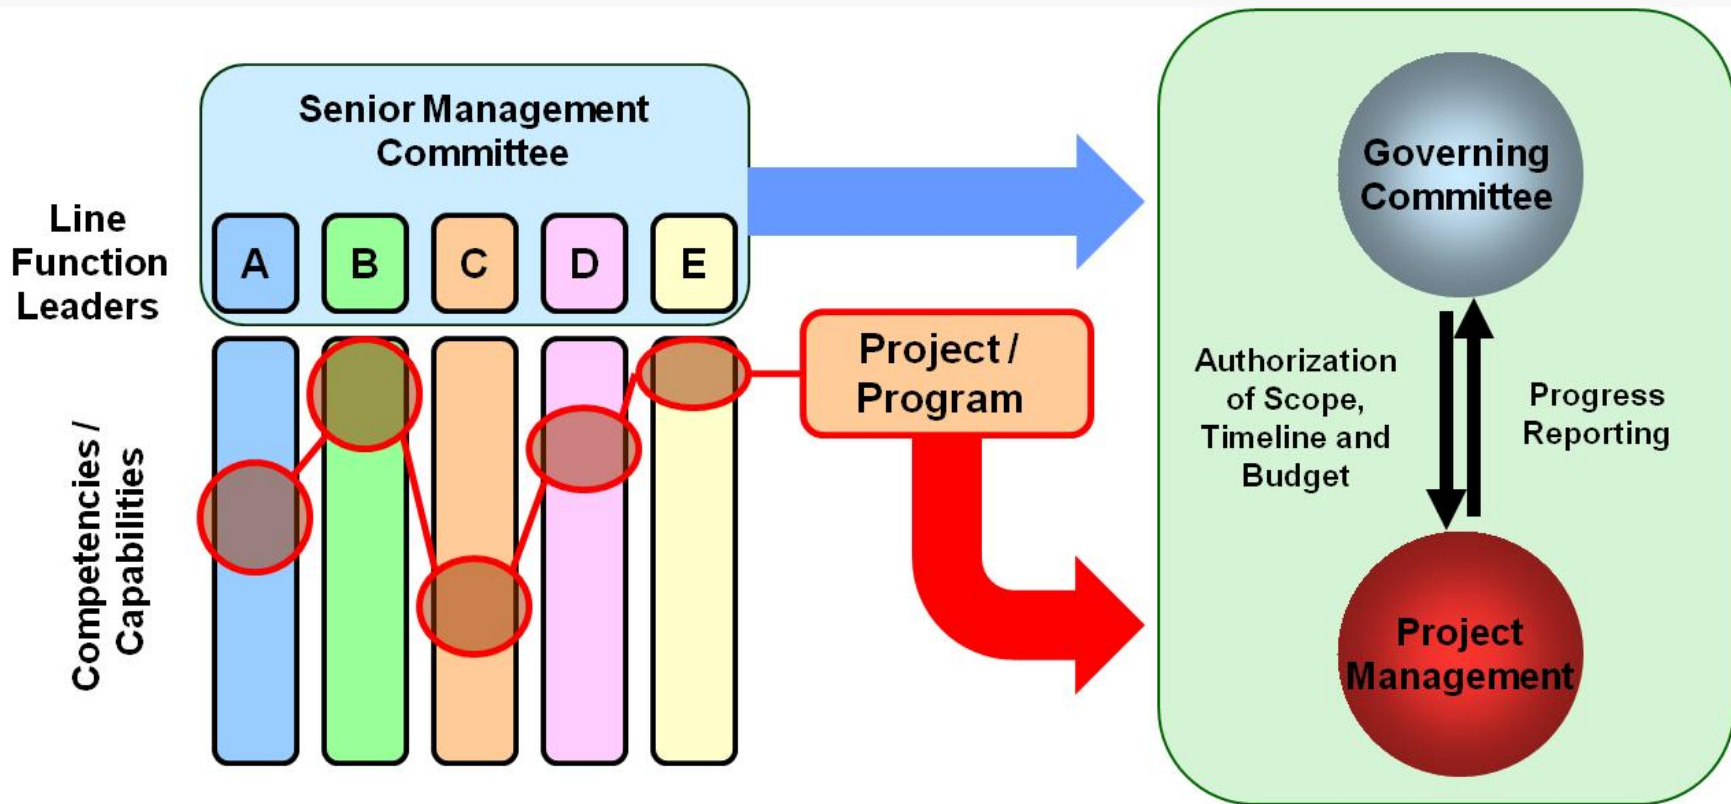 Senior Management
Committee
Line
Function
Leaders
A
B
C
D
E
Competencies /
Capabilities
Project /
Program
Governing
Committee
Authorization
of Scope,
Timeline and
Budget
Progress
Reporting
Project
Management